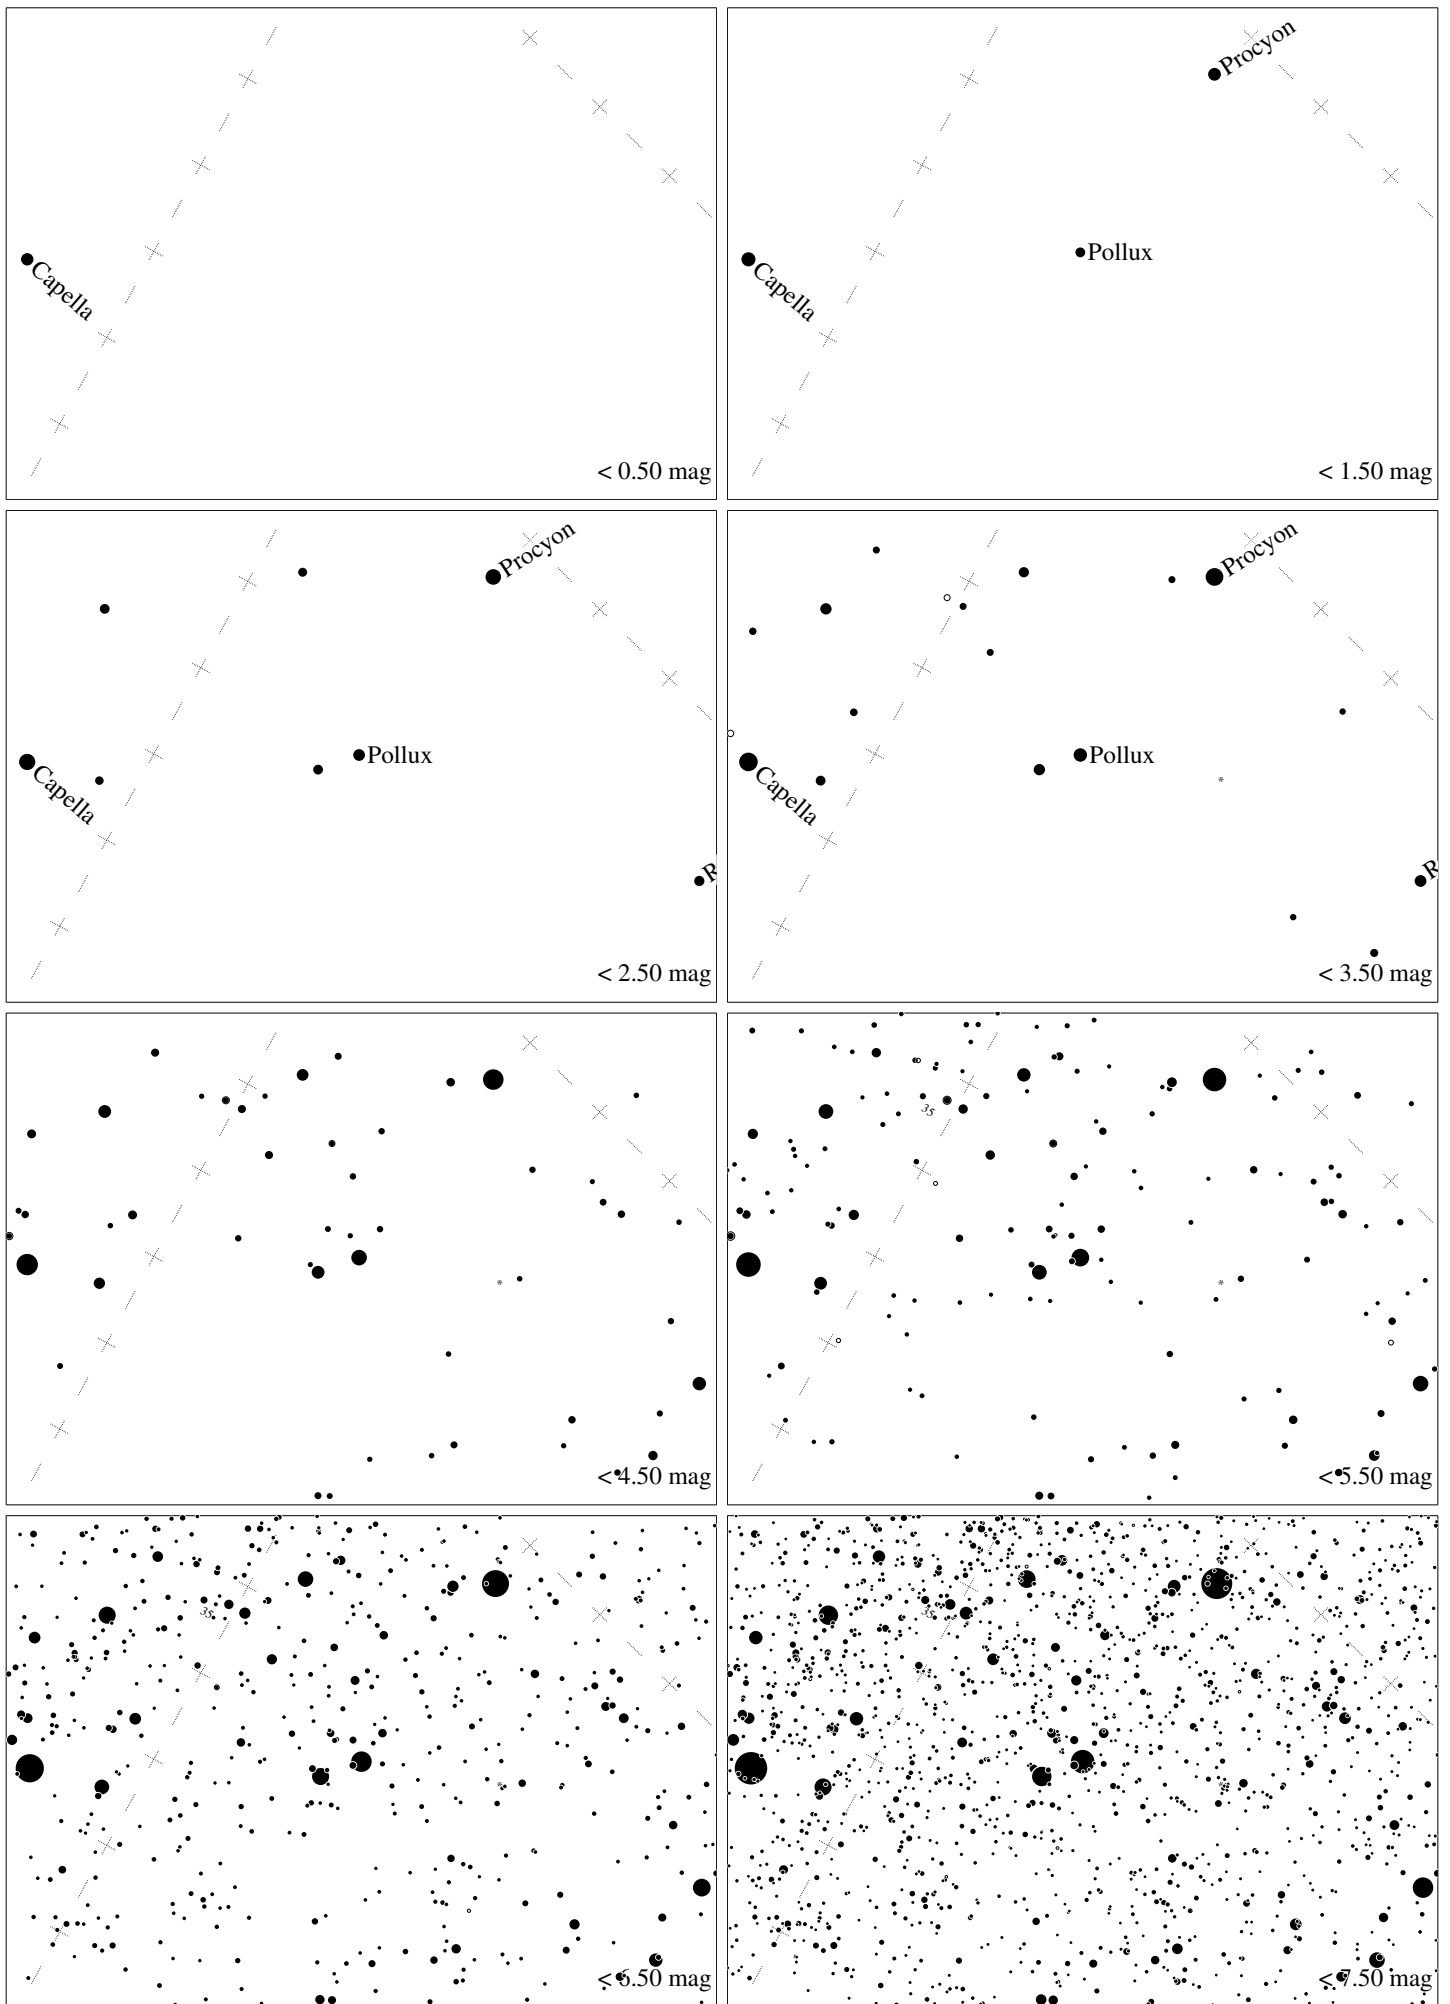 Capella
< 0.50 mag
Procyon
Pollux
Capella
< 1.50 mag
Procyon
Pollux
Capella
R
< 2.50 mag
Procyon
Pollux
Capella
R
< 3.50 mag
< 4.50 mag
35
< 5.50 mag
35
< 6.50 mag
35
< 7.50 mag